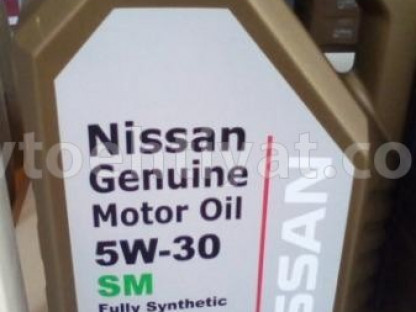 Nissan
Genuine
Motor Oil
5W-30
SM
Fully Synthetic
NISSAN